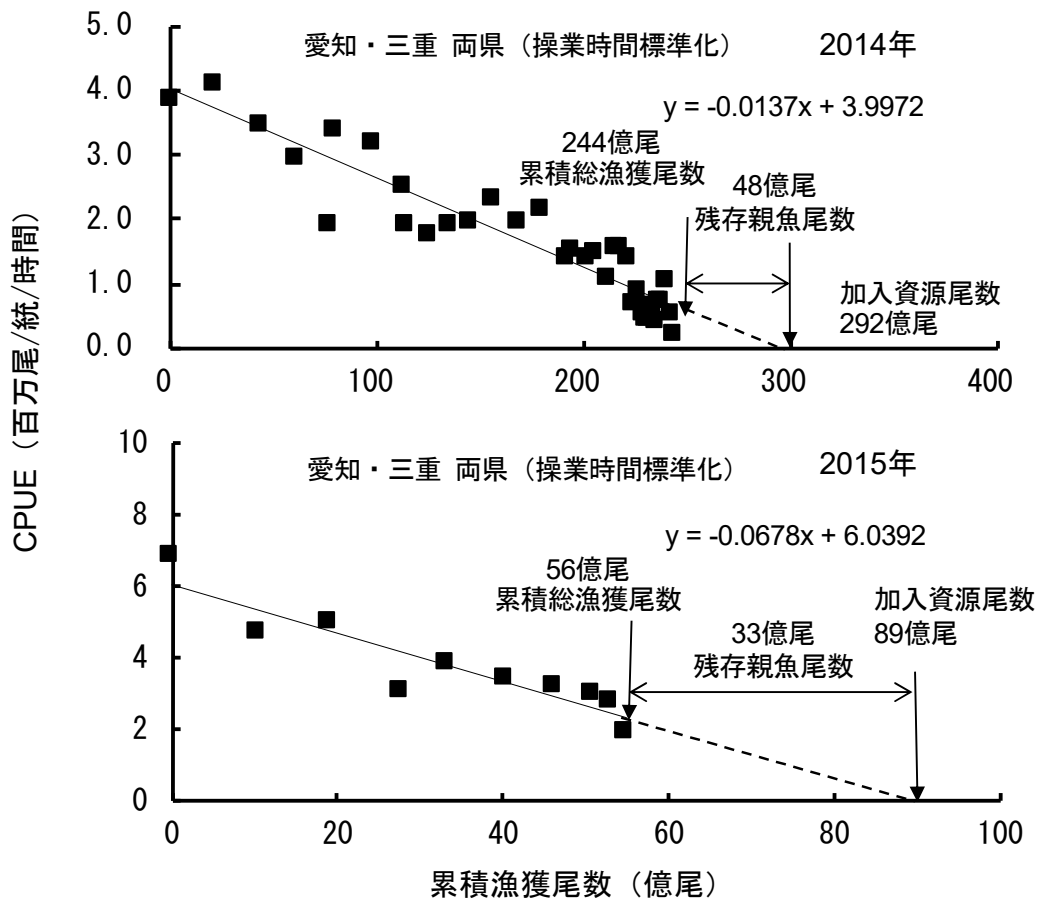 5.0
愛知・三重 両県（操業時間標準化） 2014年
4.0
y = -0.0137x + 3.9972
244億尾
累積総漁獲尾数
48億尾
残存親魚尾数
3.0
2.0
1.0
加入資源尾数
292億尾
0.0
0 100 200 300 400
CPUE（百万尾/統/時間）
10
愛知・三重 両県（操業時間標準化） 2015年
8
y = -0.0678x + 6.0392
56億尾
累積総漁獲尾数
加入資源尾数
89億尾
33億尾
残存親魚尾数
6
4
2
0
0 20 40 60 80 100
累積漁獲尾数（億尾）